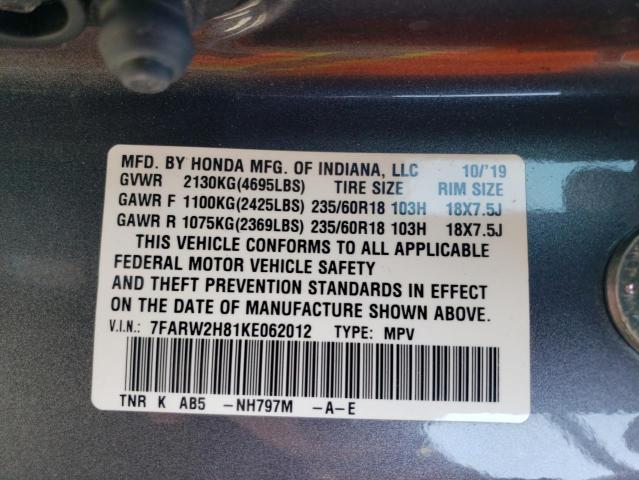 MFD. BY HONDA MFG. OF INDIANA, LLC 10/'19
GVWR 2130KG(4695LBS) TIRE SIZE RIM SIZE
GAWR F 1100KG(2425LBS) 235/60R18 103H 18X7.5J
GAWR R 1075KG(2369LBS) 235/60R18 103H 18X7.5J
THIS VEHICLE CONFORMS TO ALL APPLICABLE
FEDERAL MOTOR VEHICLE SAFETY
AND THEFT PREVENTION STANDARDS IN EFFECT
ON THE DATE OF MANUFACTURE SHOWN ABOVE.
V.I.N.: 7FARW2H81KE062012 TYPE: MPV
TNR K AB5 -NH797M -A-E